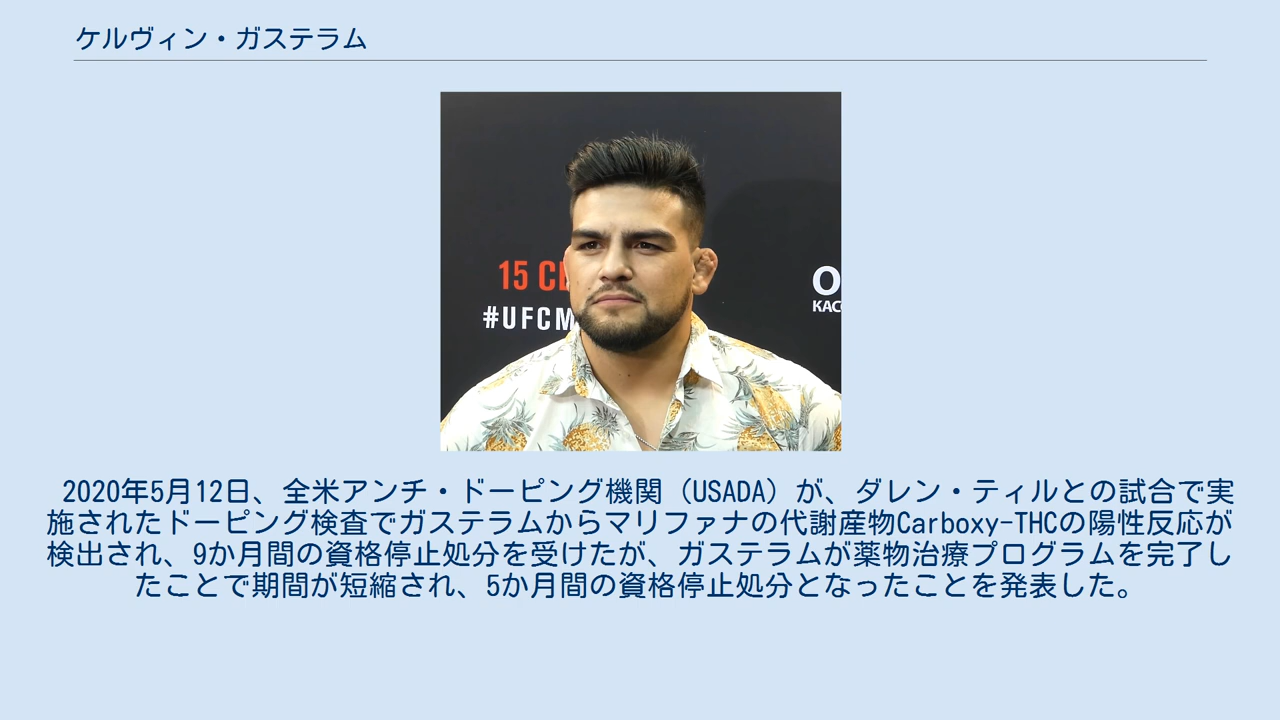 ケルヴィン・ガステラム
15 C
#UFCM
O
KAC
2020年5月12日、全米アンチ・ドーピング機関（USADA）が、ダレン・ティルとの試合で実
施されたドーピング検査でガステラムからマリファナの代謝産物Carboxy-THCの陽性反応が
検出され、9か月間の資格停止処分を受けたが、ガステラムが薬物治療プログラムを完了し
たことで期間が短縮され、5か月間の資格停止処分となったことを発表した。